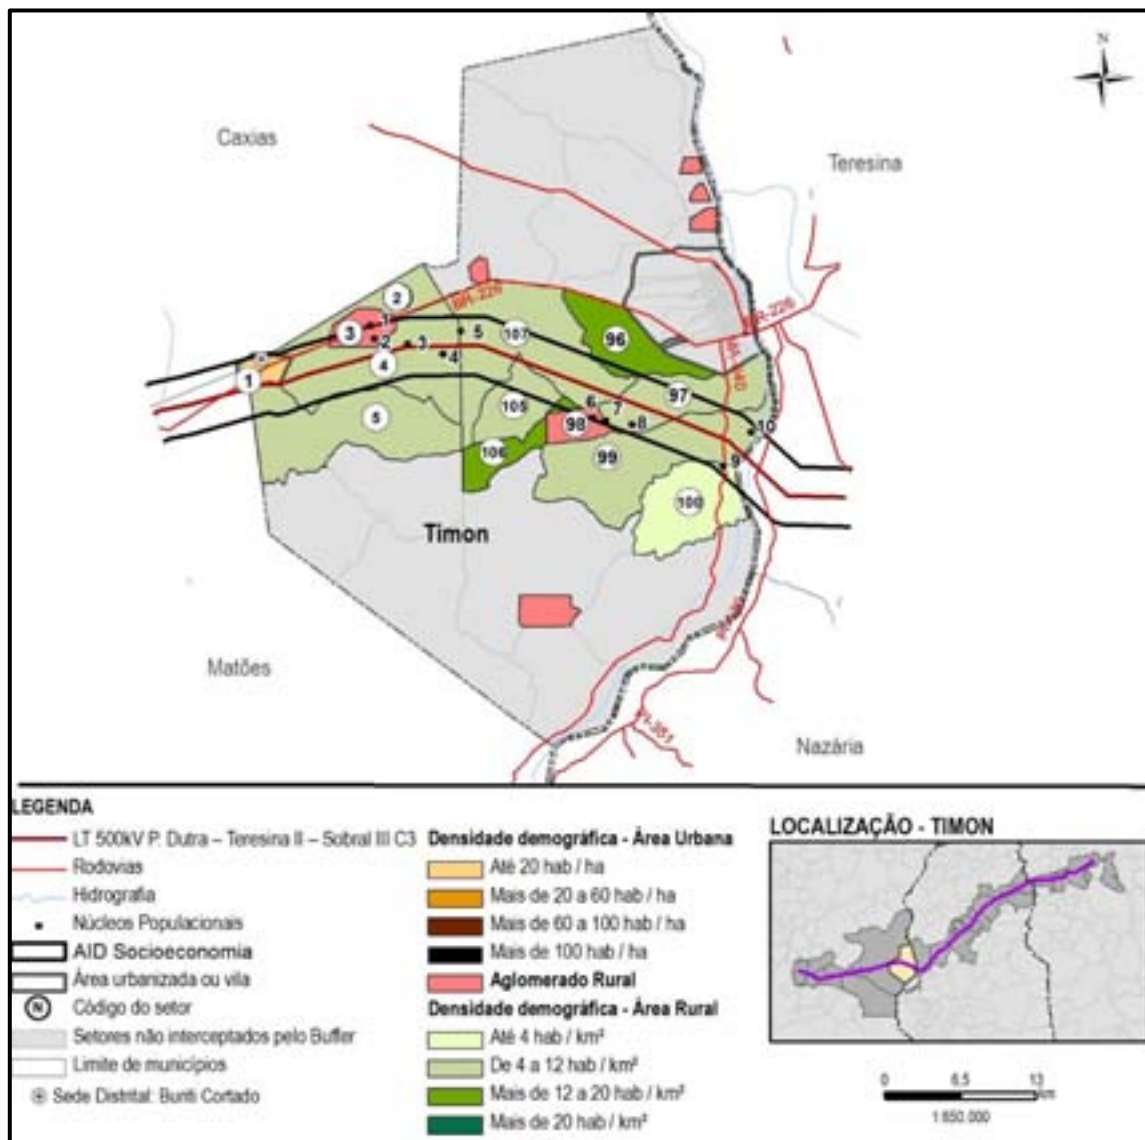 N
Caxias
Teresina
2
BR-226
1
3
2
3
5
107
96
BR-226
4
4
1
MA-040
5
105
6
7
97
98
8
10
106
99
9
100
Timon
Matões
PI-351
Nazária
LEGENDA
LT 500kV P. Dutra – Teresina II – Sobral III C3
Rodovias
Hidrografia
Núcleos Populacionais
AID Socioeconomia
Área urbanizada ou vila
N Código do setor
Setores não interceptados pelo Buffer
Limite de municípios
Sede Distrital: Buriti Cortado
Densidade demográfica - Área Urbana
Até 20 hab / ha
Mais de 20 a 60 hab / ha
Mais de 60 a 100 hab / ha
Mais de 100 hab / ha
Aglomerado Rural
Densidade demográfica - Área Rural
Até 4 hab / km²
De 4 a 12 hab / km²
Mais de 12 a 20 hab / km²
Mais de 20 hab / km²
LOCALIZAÇÃO - TIMON
0 6,5 13
Km
1:650.000